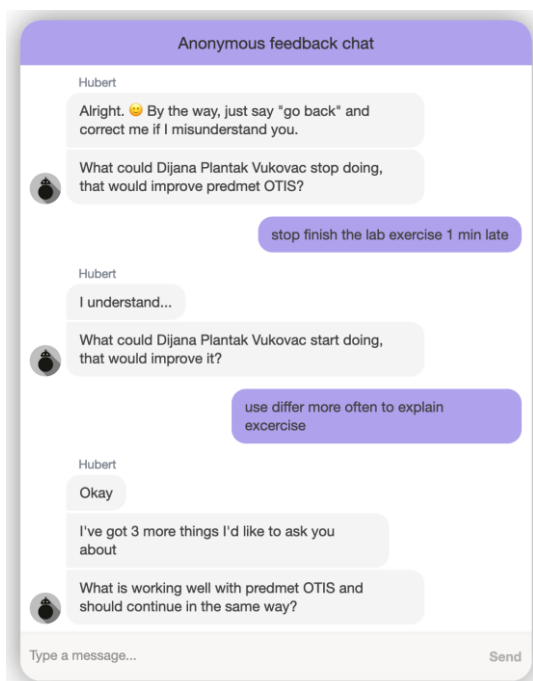 Anonymous feedback chat
Hubert
Alright. 😊 By the way, just say "go back" and
correct me if I misunderstand you.
What could Dijana Plantak Vukovac stop doing,
that would improve predmet OTIS?
stop finish the lab exercise 1 min late
Hubert
I understand...
What could Dijana Plantak Vukovac start doing,
that would improve it?
use differ more often to explain
excercise
Hubert
Okay
I've got 3 more things I'd like to ask you
about
What is working well with predmet OTIS and
should continue in the same way?
Type a message...
Send